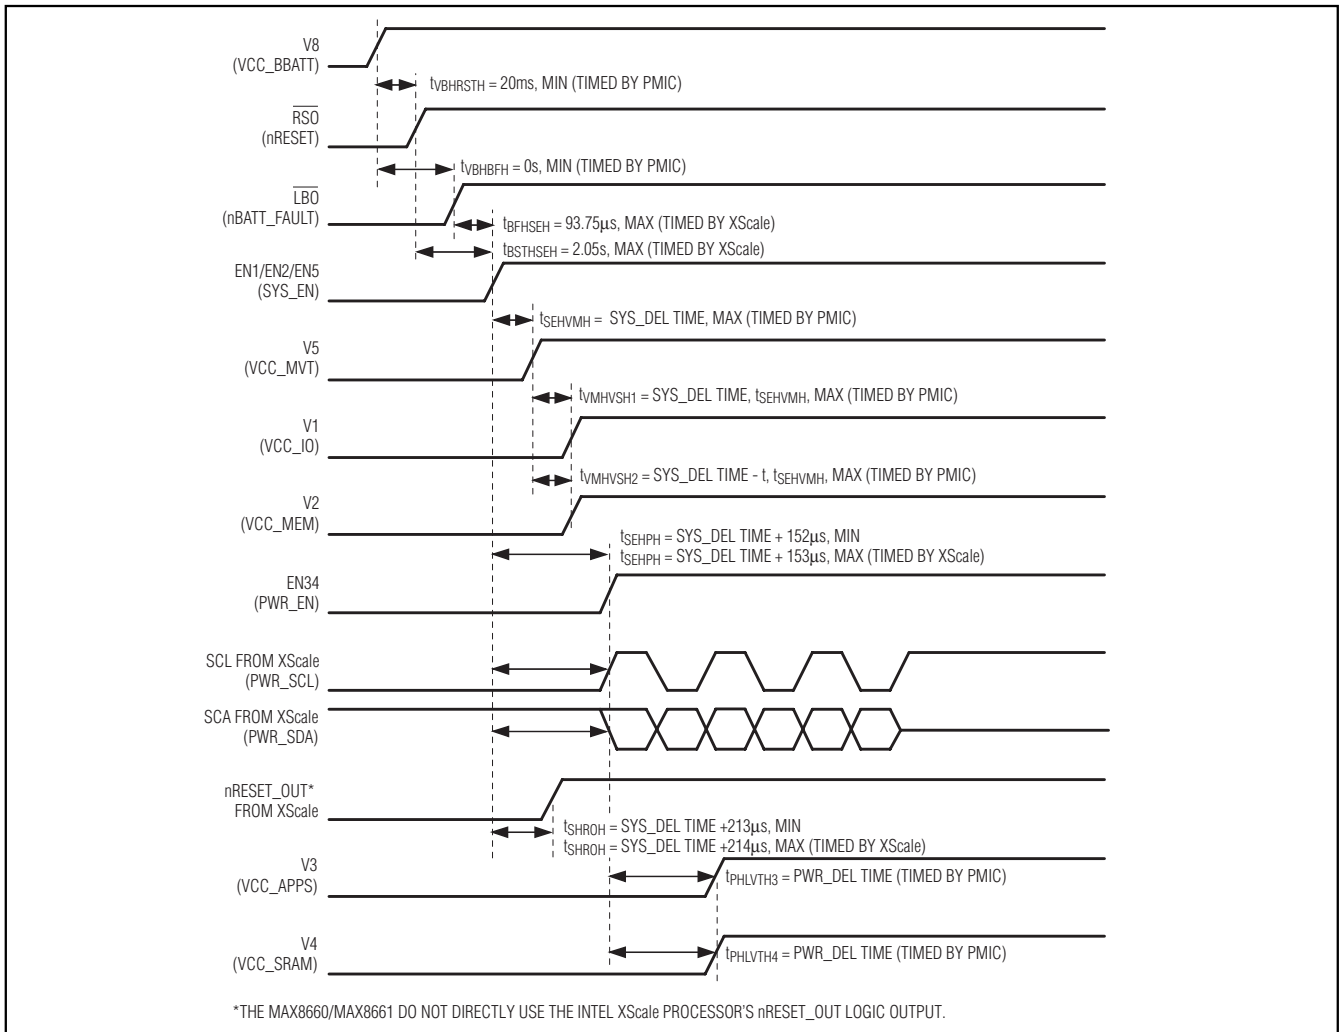 V8
(VCC_BBATT)
tVBHRSTH = 20ms, MIN (TIMED BY PMIC)
RSO
(nRESET)
tVBHBFH = 0s, MIN (TIMED BY PMIC)
LBO
(nBATT_FAULT)
tBFHSEH = 93.75µs, MAX (TIMED BY XScale)
tBSTHSEH = 2.05s, MAX (TIMED BY XScale)
EN1/EN2/EN5
(SYS_EN)
tSEHVMH = SYS_DEL TIME, MAX (TIMED BY PMIC)
V5
(VCC_MVT)
tVMHVSH1 = SYS_DEL TIME, tSEHVMH, MAX (TIMED BY PMIC)
V1
(VCC_IO)
tVMHVSH2 = SYS_DEL TIME - t, tSEHVMH, MAX (TIMED BY PMIC)
V2
(VCC_MEM)
tSEHPH = SYS_DEL TIME + 152µs, MIN
tSEHPH = SYS_DEL TIME + 153µs, MAX (TIMED BY XScale)
EN34
(PWR_EN)
SCL FROM XScale
(PWR_SCL)
SCA FROM XScale
(PWR_SDA)
nRESET_OUT*
FROM XScale
tSHROH = SYS_DEL TIME +213µs, MIN
tSHROH = SYS_DEL TIME +214µs, MAX (TIMED BY XScale)
V3
(VCC_APPS)
tPHLVTH3 = PWR_DEL TIME (TIMED BY PMIC)
V4
(VCC_SRAM)
tPHLVTH4 = PWR_DEL TIME (TIMED BY PMIC)
*THE MAX8660/MAX8661 DO NOT DIRECTLY USE THE INTEL XScale PROCESSOR'S nRESET_OUT LOGIC OUTPUT.